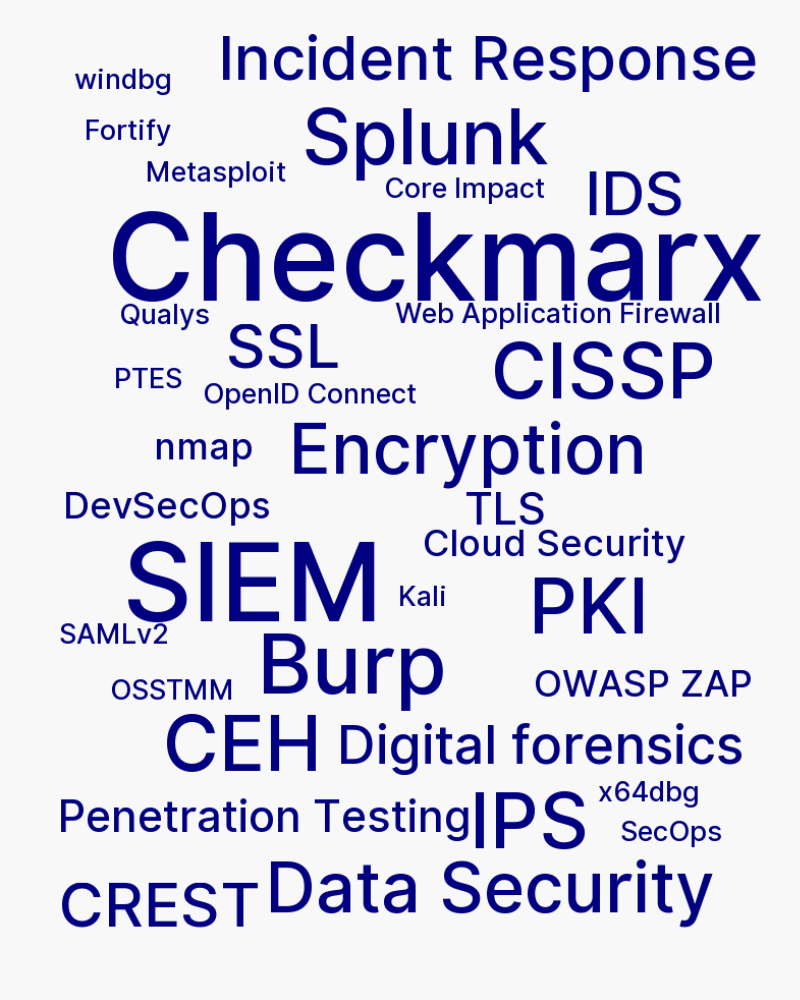 Incident Response
windbg
Fortify
Splunk
Metasploit
Core Impact
IDS
Checkmarx
Qualys
Web Application Firewall
SSL
CISSP
PTES
OpenID Connect
nmap
Encryption
DevSecOps
TLS
Cloud Security
SIEM
Kali
PKI
SAMLv2
Burp
OSSTMM
OWASP ZAP
CEH
Digital forensics
x64dbg
Penetration Testing
IPS
SecOps
CREST
Data Security